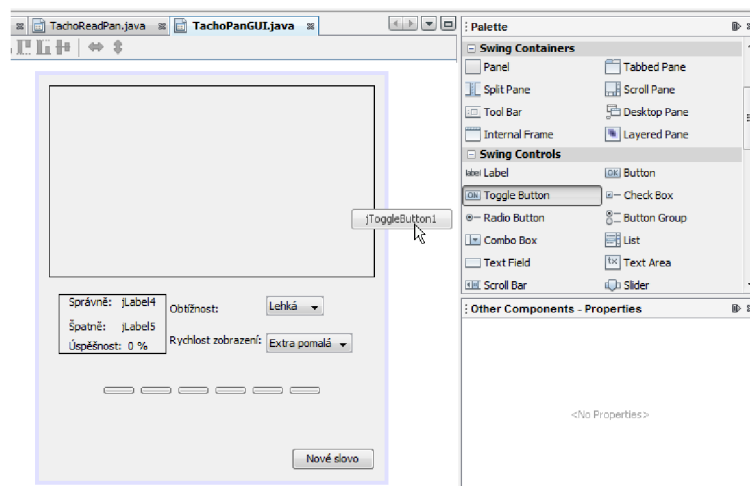 TachoReadPan.java TachoPanGUI.java
Palette
Swing Containers
Panel Tabbed Pane
Split Pane Scroll Pane
Tool Bar Desktop Pane
Internal Frame Layered Pane
Swing Controls
label Label OK Button
ON Toggle Button Check Box
Radio Button Button Group
Combo Box List
Text Field Text Area
Scroll Bar Slider
jToggleButton1
Správně: jLabel4
Špatně: jLabel5
Úspěšnost: 0 %
Obtížnost: Lehká
Rychlost zobrazení: Extra pomalá
Nové slovo
Other Components - Properties
<No Properties>